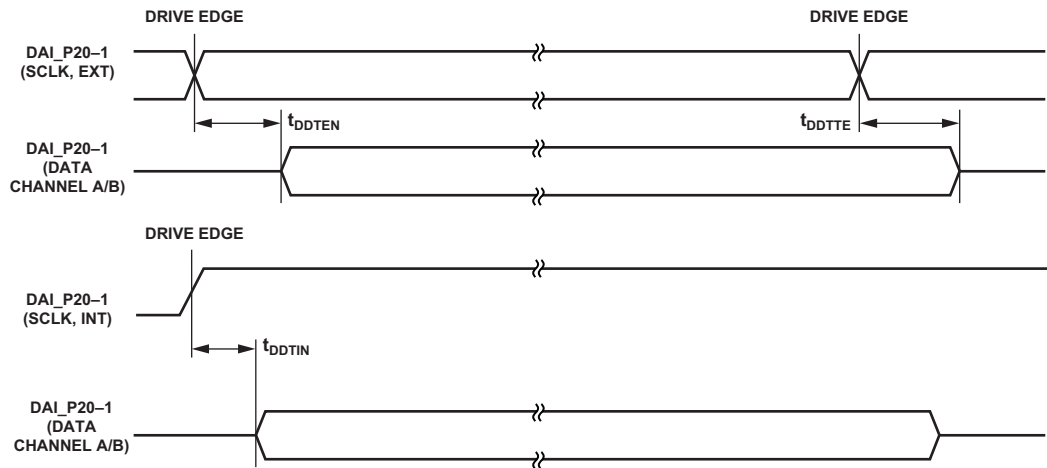 DRIVE EDGE DRIVE EDGE
DAI_P20–1
(SCLK, EXT)
tDDTEN tDDTTE
DAI_P20–1
(DATA
CHANNEL A/B)
DRIVE EDGE
DAI_P20–1
(SCLK, INT)
tDDTIN
DAI_P20–1
(DATA
CHANNEL A/B)